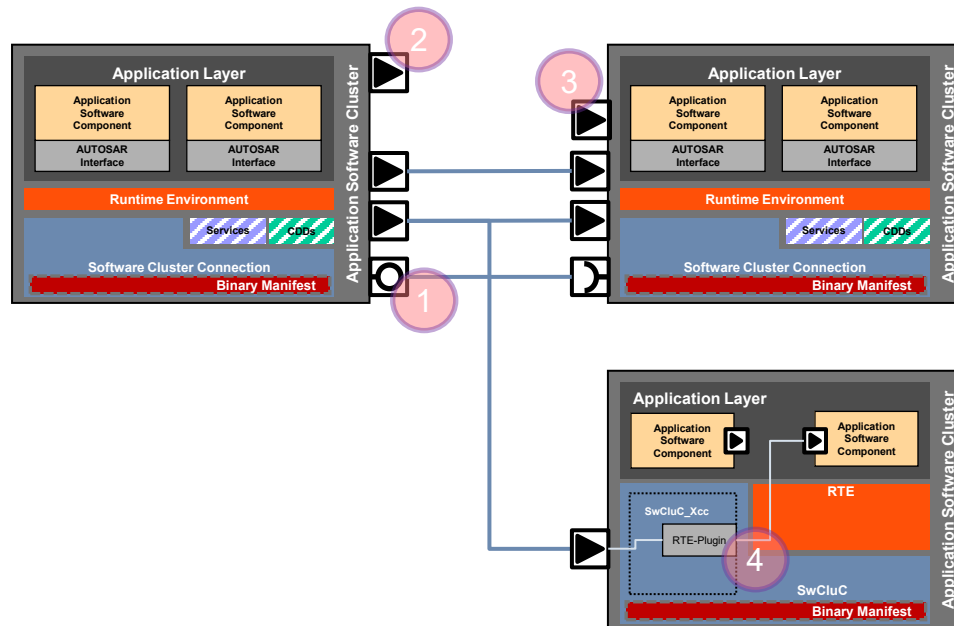 2
Application Layer
Application
Software
Component
AUTOSAR
Interface
Application
Software
Component
AUTOSAR
Interface
Runtime Environment
Services
CDDs
Software Cluster Connection
Binary Manifest
Application Software Cluster
1
3
Application Layer
Application
Software
Component
AUTOSAR
Interface
Application
Software
Component
AUTOSAR
Interface
Runtime Environment
Services
CDDs
Software Cluster Connection
Binary Manifest
Application Software Cluster
Application Layer
Application
Software
Component
Application
Software
Component
RTE
SwCluC_Xcc
RTE-Plugin
4
SwCluC
Binary Manifest
Application Software Cluster